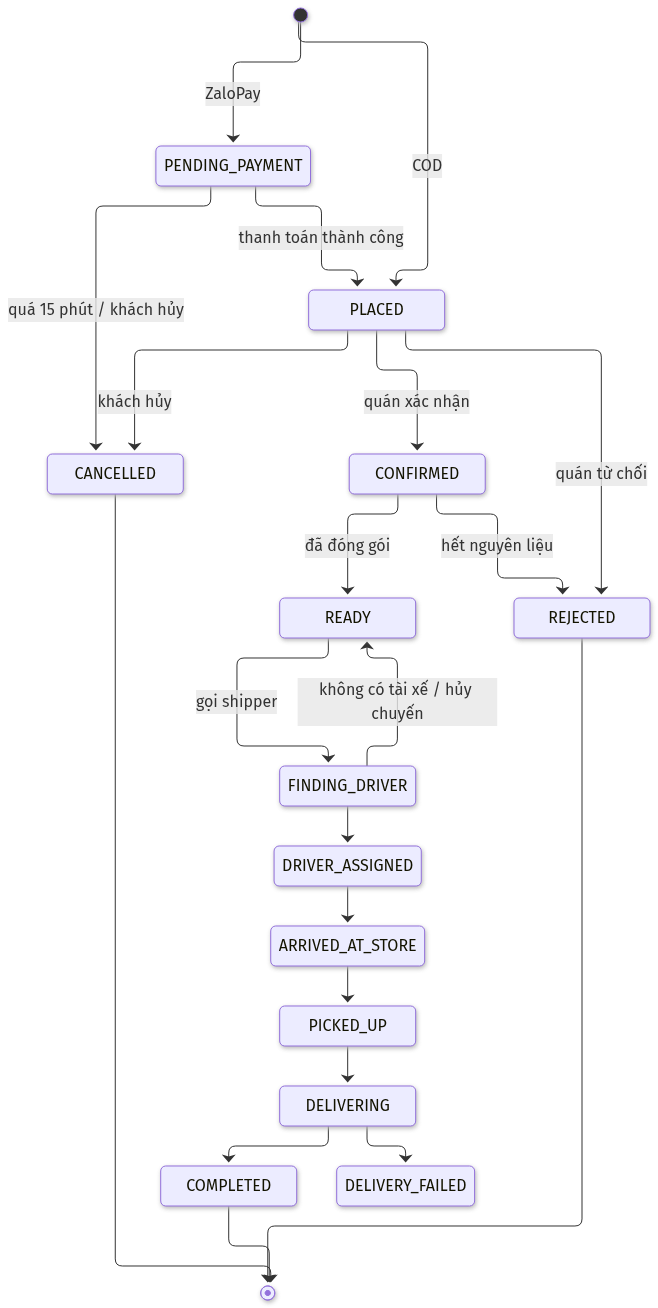 ZaloPay
COD
PENDING_PAYMENT
thanh toán thành công
quá 15 phút / khách hủy
PLACED
khách hủy
quán xác nhận
CANCELLED
CONFIRMED
quán từ chối
đã đóng gói
hết nguyên liệu
READY
REJECTED
gọi shipper
không có tài xế / hủy
chuyến
FINDING_DRIVER
DRIVER_ASSIGNED
ARRIVED_AT_STORE
PICKED_UP
DELIVERING
COMPLETED
DELIVERY_FAILED